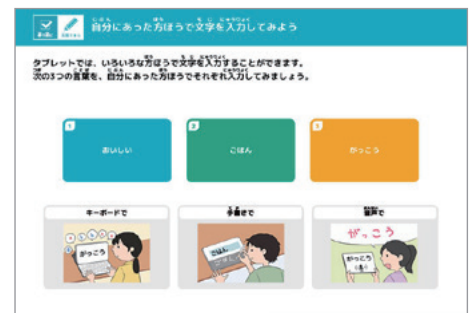 自分にあった方ほうで文字を入力してみよう
タブレットでは、いろいろな方ほうで文字を入力することができます。
次の3つの言葉を、自分にあった方ほうでそれぞれ入力してみましょう。
1
おいしい
2
ごはん
3
がっこう
キーボードで
手書きで
音声で
がっこう
ごはん
がっこう
がっこう